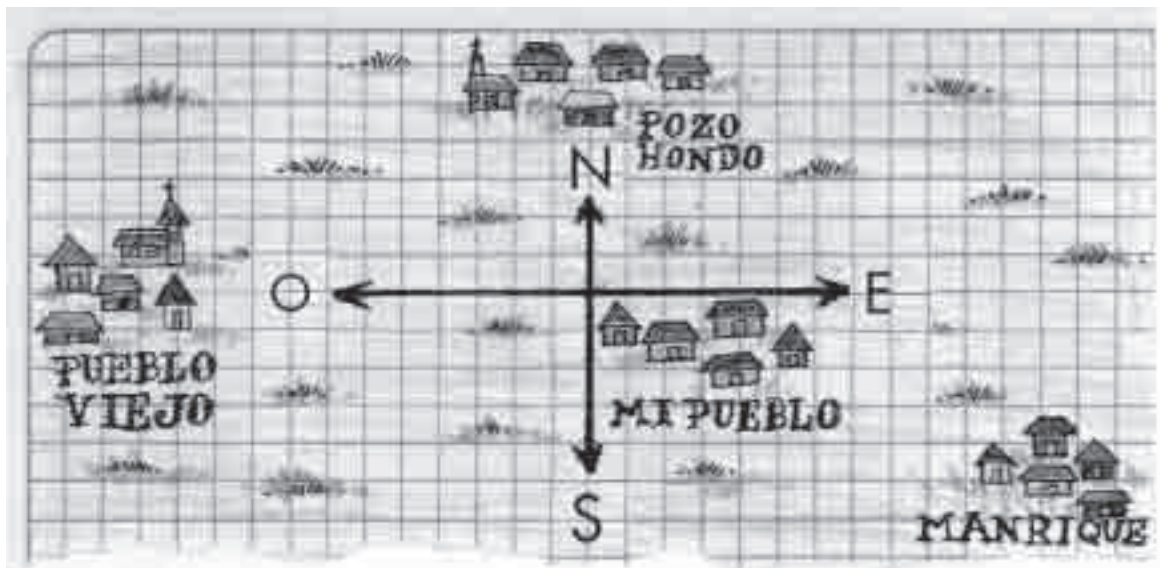 POZO
HONDO
N
O
E
PUEBLO
VIEJO
MI PUEBLO
S
MANRIQUE